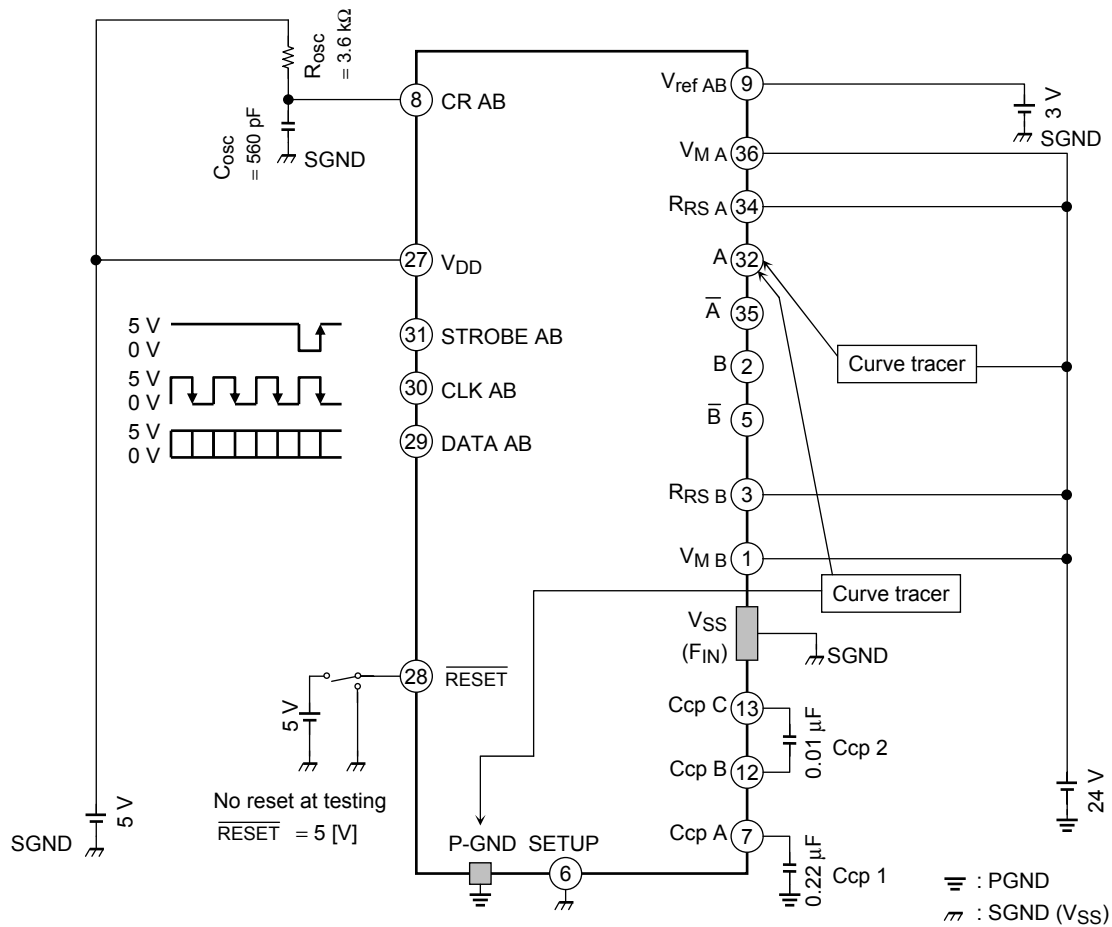 Rosc
= 3.6 kΩ
Cosc
= 560 pF
SGND
8
CR AB
27
VDD
5 V
0 V
31
STROBE AB
5 V
0 V
30
CLK AB
5 V
0 V
29
DATA AB
28
RESET
5 V
No reset at testing
RESET = 5 [V]
5 V
SGND
P-GND
SETUP
6
Vref AB
9
3 V
SGND
VM A
36
RRS A
34
A
32
A
35
B
2
B
5
Curve tracer
RRS B
3
VM B
1
Curve tracer
VSS
(FIN)
SGND
Ccp C
13
0.01 µF
Ccp 2
Ccp B
12
Ccp A
7
0.22 µF
Ccp 1
24 V
: PGND
: SGND (VSS)